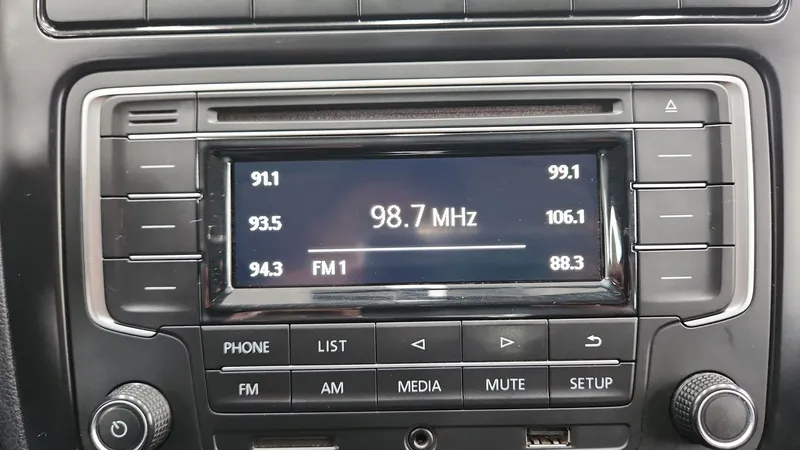 91.1
99.1
98.7 MHz
93.5
106.1
94.3
FM 1
88.3
PHONE
LIST
FM
AM
MEDIA
MUTE
SETUP